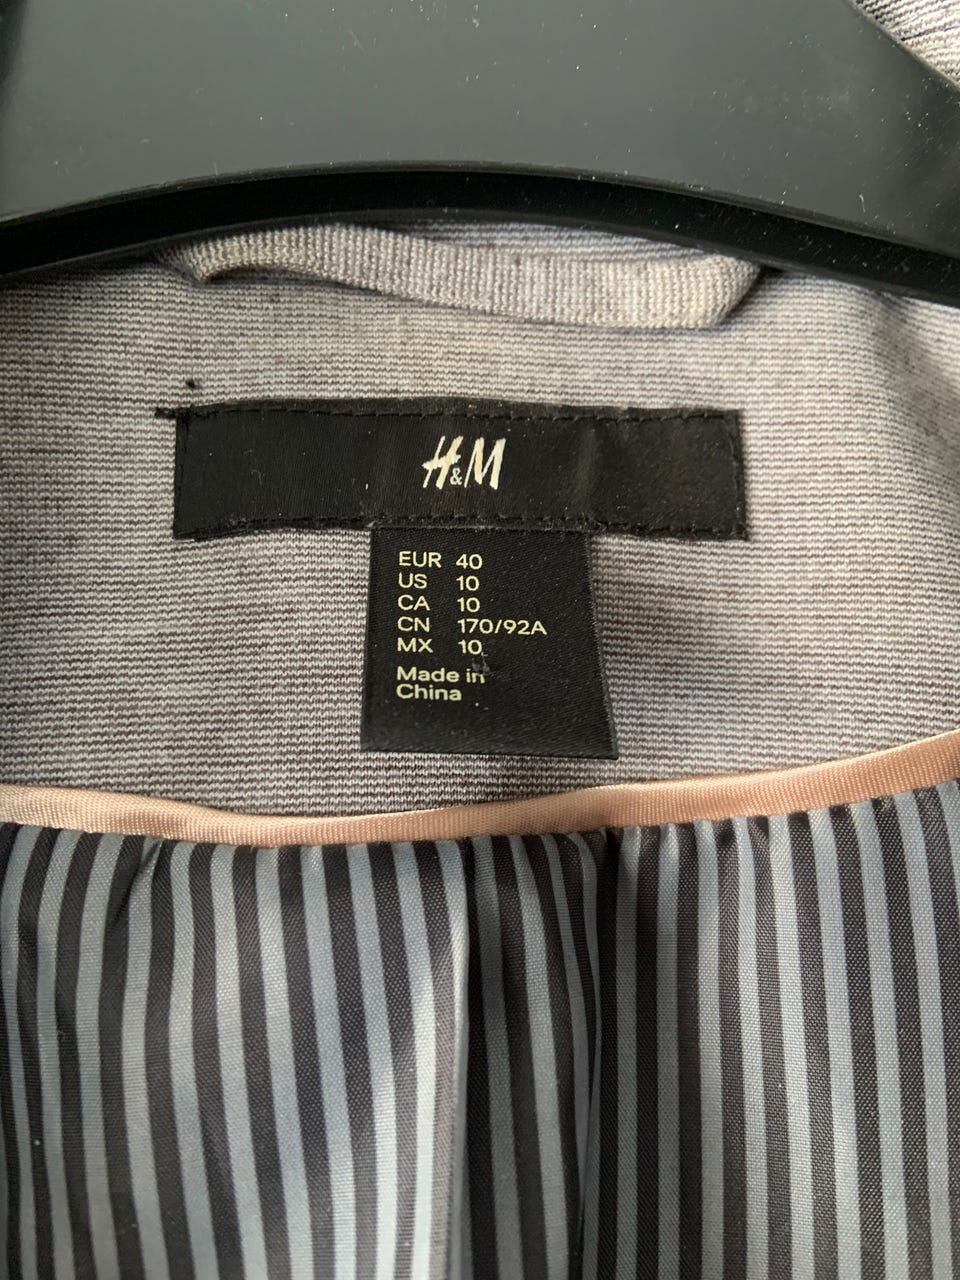 H&M
EUR 40
US 10
CA 10
CN 170/92A
MX 10
Made in
China